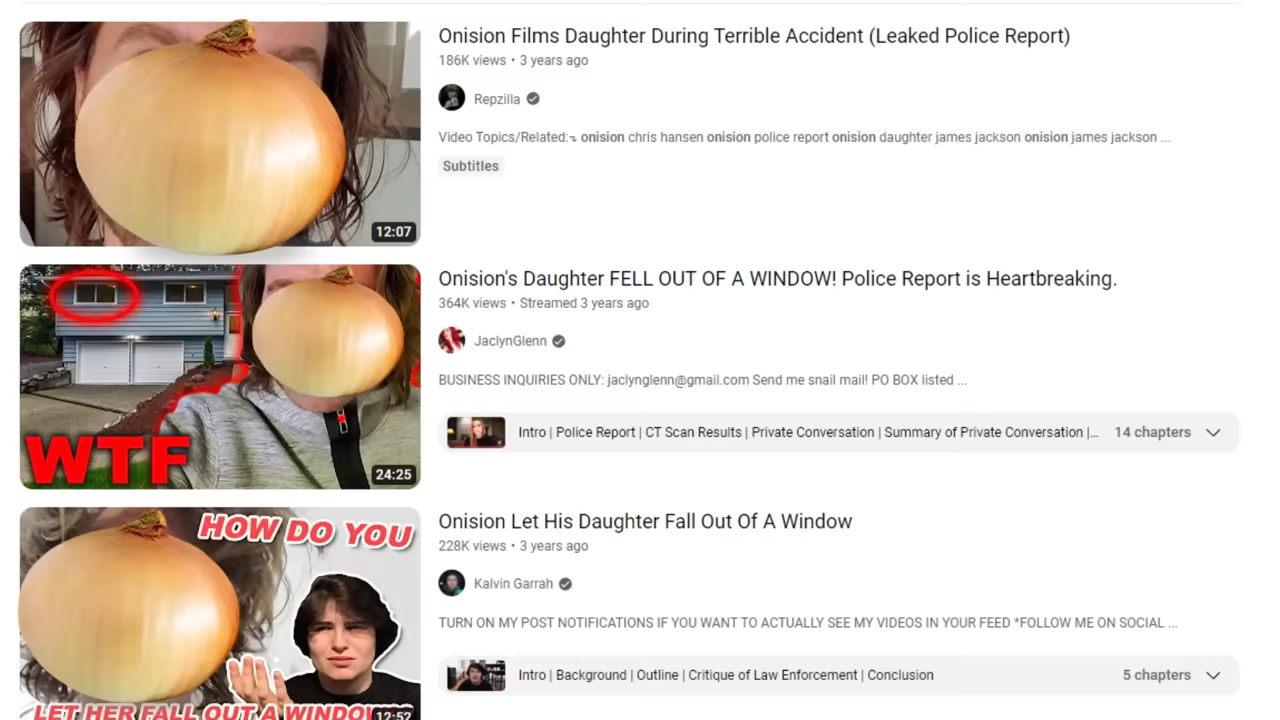 Onision Films Daughter During Terrible Accident (Leaked Police Report)
186K views • 3 years ago
Repzilla
Video Topics/Related:⤵ onision chris hansen onision police report onision daughter james jackson onision james jackson ...
Subtitles
12:07
Onision's Daughter FELL OUT OF A WINDOW! Police Report is Heartbreaking.
364K views • Streamed 3 years ago
JaclynGlenn
BUSINESS INQUIRIES ONLY: jaclynglenn@gmail.com Send me snail mail! PO BOX listed ...
Intro | Police Report | CT Scan Results | Private Conversation | Summary of Private Conversation |... 14 chapters
WTF
24:25
HOW DO YOU
Onision Let His Daughter Fall Out Of A Window
228K views • 3 years ago
Kalvin Garrah
TURN ON MY POST NOTIFICATIONS IF YOU WANT TO ACTUALLY SEE MY VIDEOS IN YOUR FEED *FOLLOW ME ON SOCIAL ...
Intro | Background | Outline | Critique of Law Enforcement | Conclusion 5 chapters
LET HER FALL OUT A WINDOW
12:52